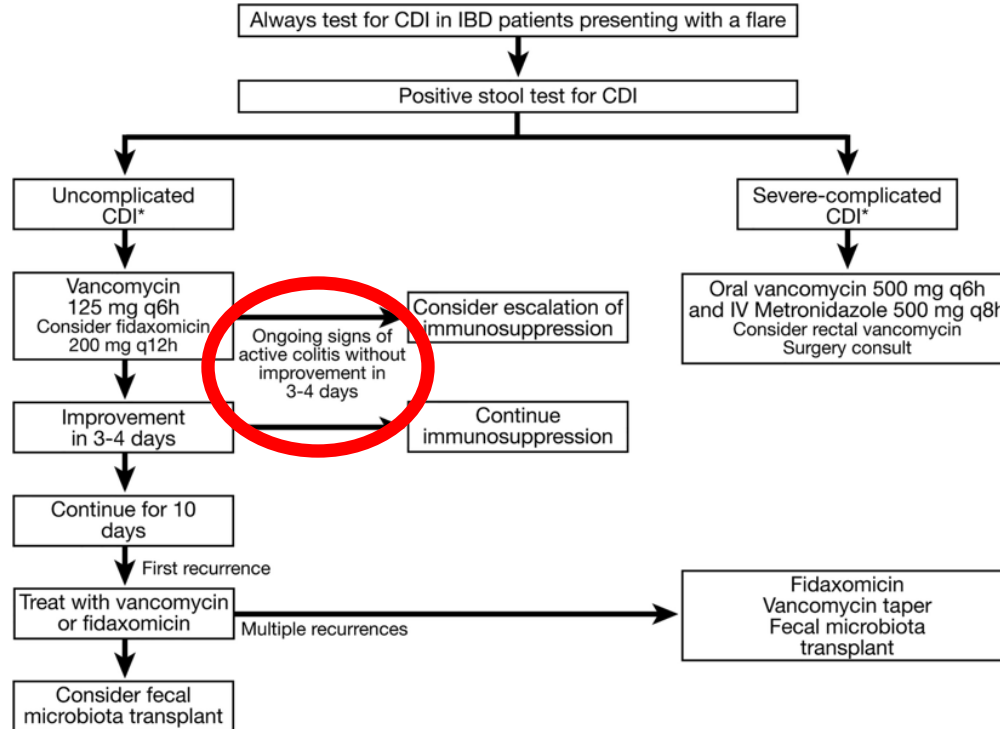 Always test for CDI in IBD patients presenting with a flare
Positive stool test for CDI
Uncomplicated
CDI*
Severe-complicated
CDI*
Vancomycin
125 mg q6h
Consider fidaxomicin
200 mg q12h
Ongoing signs of
active colitis without
improvement in
3-4 days
Consider escalation of
immunosuppression
Oral vancomycin 500 mg q6h
and IV Metronidazole 500 mg q8h
Consider rectal vancomycin
Surgery consult
Improvement
in 3-4 days
Continue
immunosuppression
Continue for 10
days
First recurrence
Treat with vancomycin
or fidaxomicin
Multiple recurrences
Fidaxomicin
Vancomycin taper
Fecal microbiota
transplant
Consider fecal
microbiota transplant